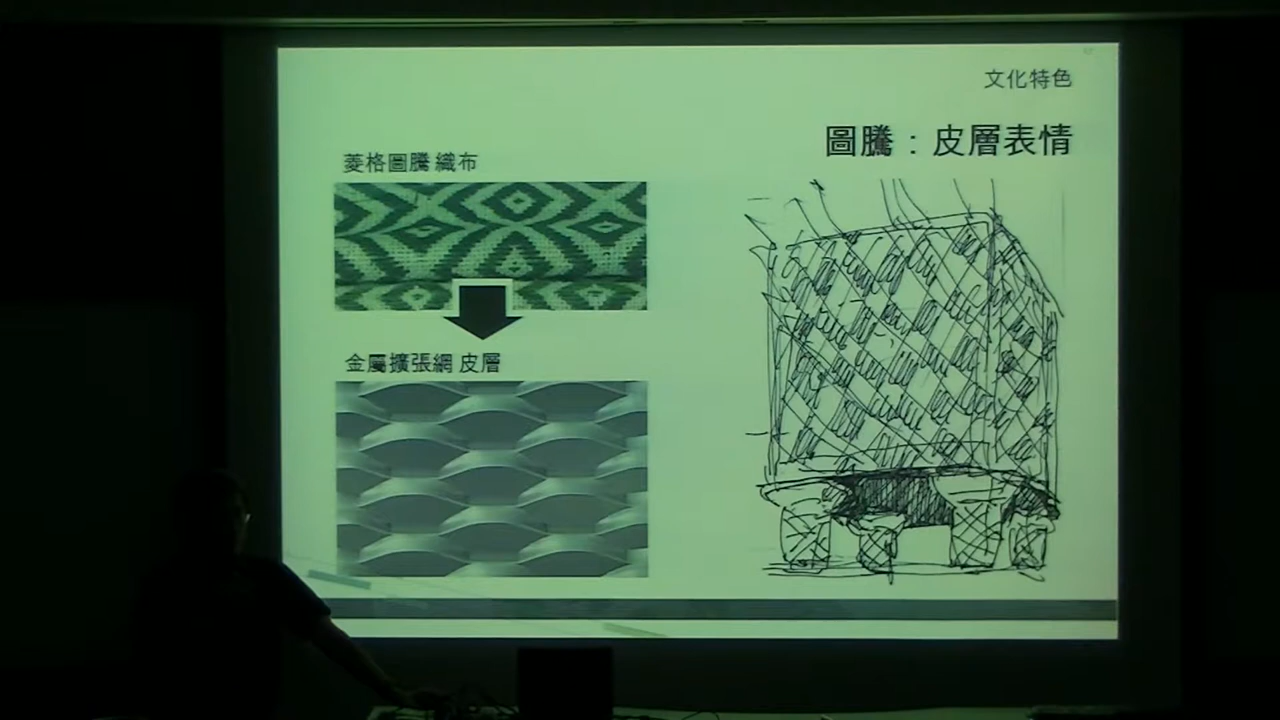 文化特色
圖騰：皮層表情
菱格圖騰 織布
金屬擴張網 皮層